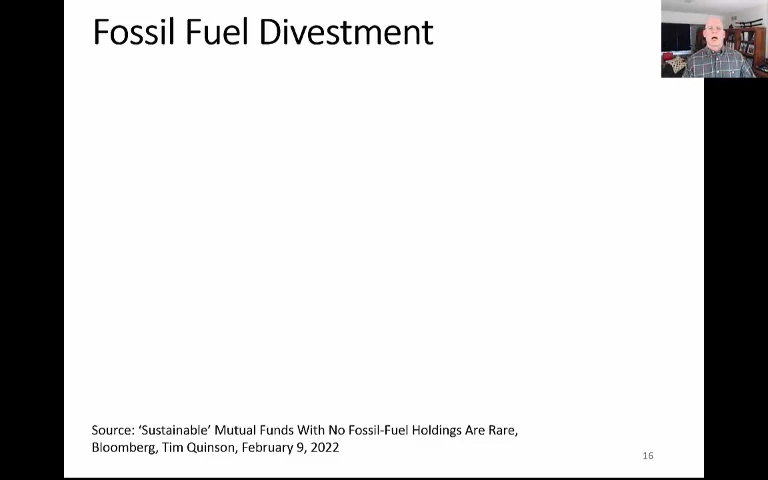 Fossil Fuel Divestment
Source: ‘Sustainable’ Mutual Funds With No Fossil-Fuel Holdings Are Rare,
Bloomberg, Tim Quinson, February 9, 2022
16